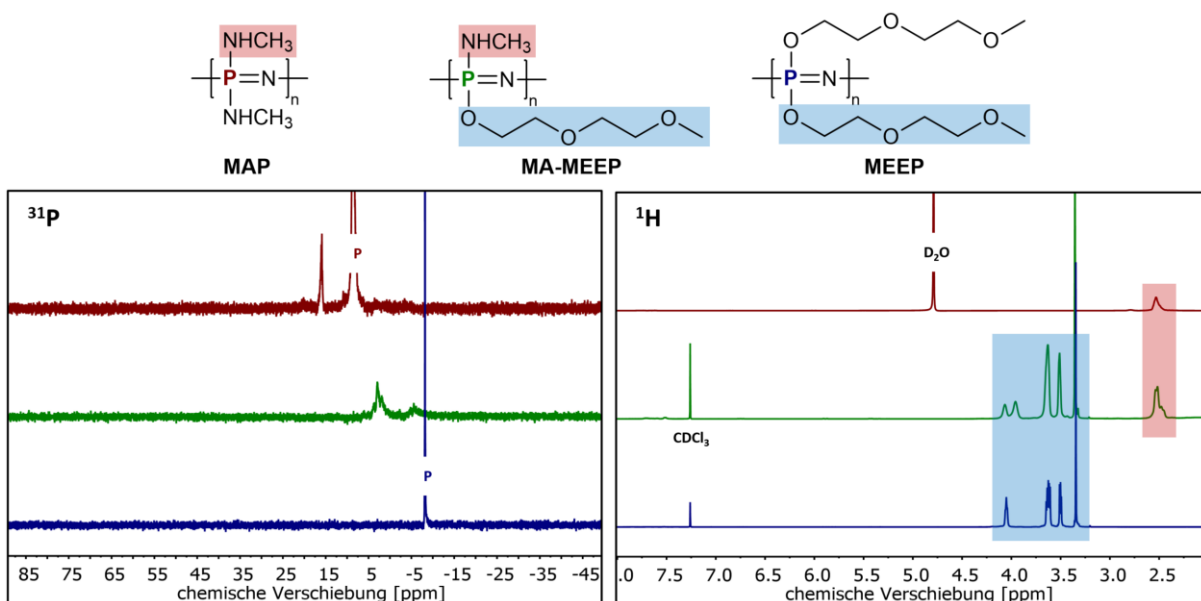 NHCH3 NHCH3 O O O
P=N n P=N n P=N n
NHCH3 O O O O O O
MAP MA-MEEP MEEP
31P 1H
P D2O
P CDCl3
85 75 65 55 45 35 25 15 5 -5 -15 -25 -35 -45 .0 7.5 7.0 6.5 6.0 5.5 5.0 4.5 4.0 3.5 3.0 2.5
chemische Verschiebung [ppm] chemische Verschiebung [ppm]